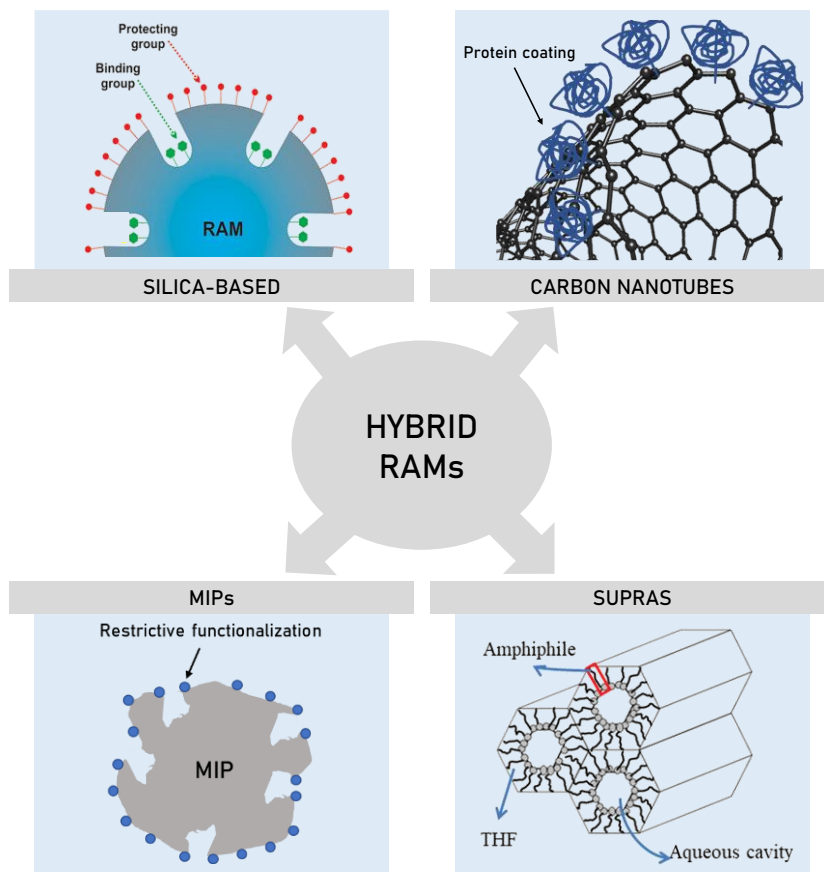 Protecting
group
Binding
group
RAM
SILICA-BASED
Protein coating
CARBON NANOTUBES
HYBRID
RAMs
MIPs
Restrictive functionalization
MIP
SUPRAS
Amphiphile
THF
Aqueous cavity